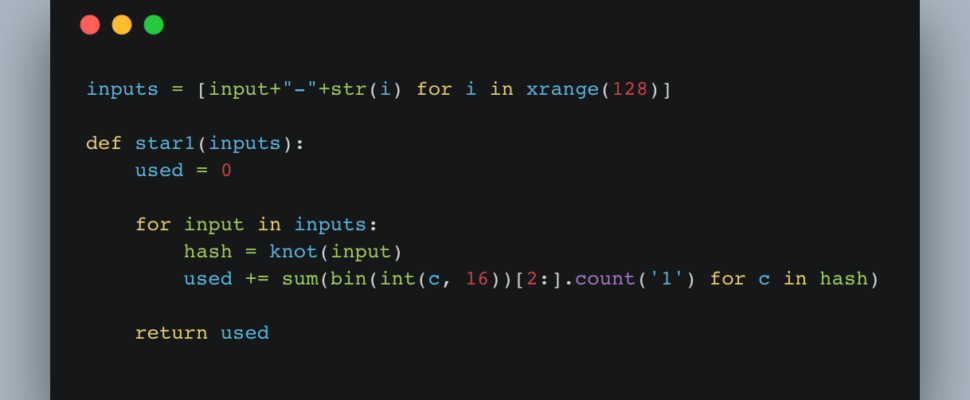 inputs = [input+"-"+str(i) for i in xrange(128)]
def star1(inputs):
    used = 0
    for input in inputs:
        hash = knot(input)
        used += sum(bin(int(c, 16))[2:].count('1') for c in hash)
    return used